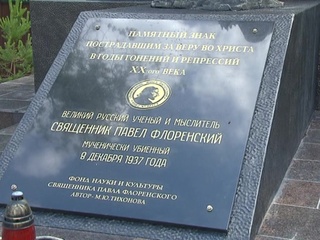 ПАМЯТНЫЙ ЗНАК
ПОСТРАДАВШИМ ЗА ВЕРУ ВО ХРИСТА
В ГОДЫ ГОНЕНИЙ И РЕПРЕССИЙ
XX ого ВЕКА
ВЕЛИКИЙ РУССКИЙ УЧЕНЫЙ И МЫСЛИТЕЛЬ
СВЯЩЕННИК ПАВЕЛ ФЛОРЕНСКИЙ
МУЧЕНИЧЕСКИ УБИЕННЫЙ
8 ДЕКАБРЯ 1937 ГОДА
ФОНД НАУКИ И КУЛЬТУРЫ
СВЯЩЕННИКА ПАВЛА ФЛОРЕНСКОГО
АВТОР - М.Ю.ТИХОНОВА